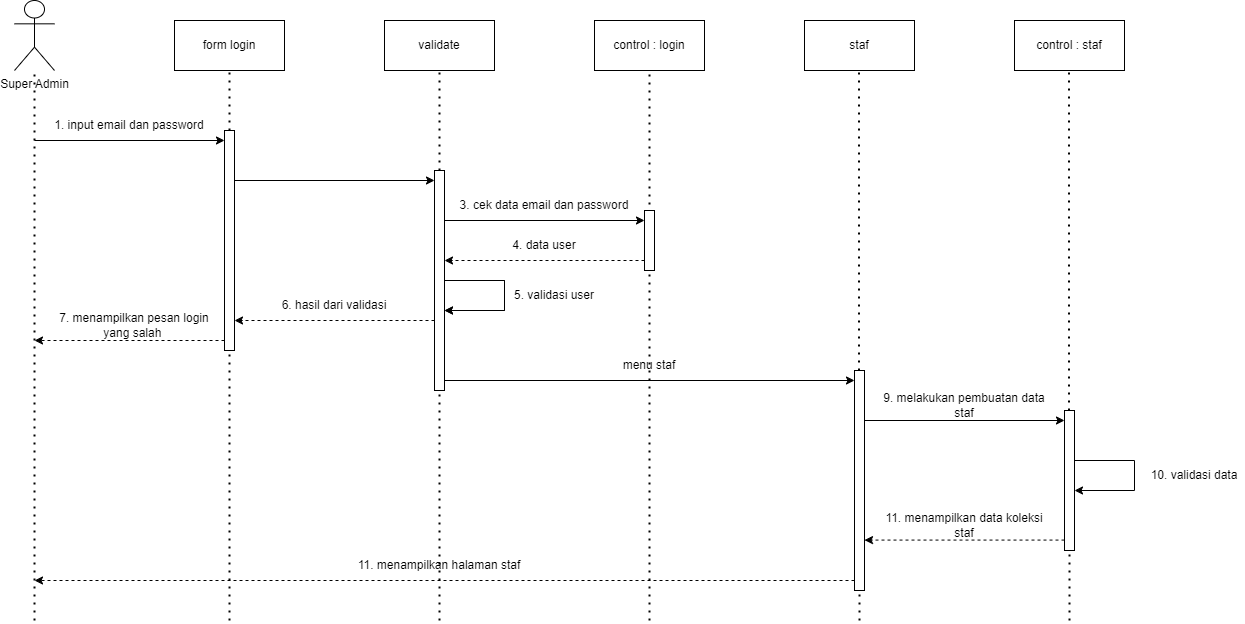 form login
validate
control : login
staf
control : staf
Super Admin
1. input email dan password
3. cek data email dan password
4. data user
5. validasi user
6. hasil dari validasi
7. menampilkan pesan login
yang salah
menu staf
9. melakukan pembuatan data
staf
10. validasi data
11. menampilkan data koleksi
staf
11. menampilkan halaman staf